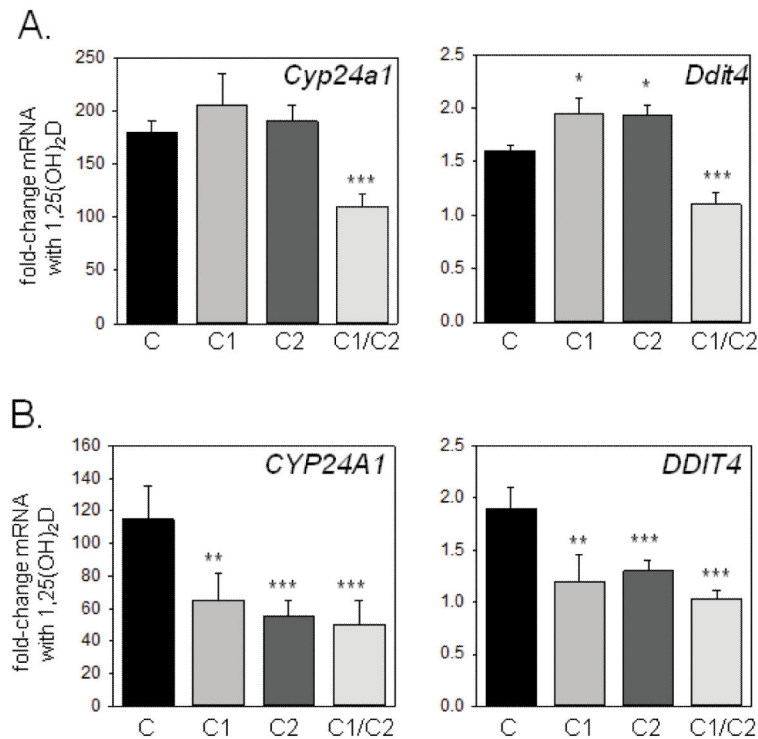 A.
Cyp24a1
fold-change mRNA
with 1,25(OH)₂D
250
200
150
100
50
0
***
C C1 C2 C1/C2
Ddit4
2.5
2.0
1.5
1.0
0.5
0.0
* *
***
C C1 C2 C1/C2
B.
CYP24A1
fold-change mRNA
with 1,25(OH)₂D
160
140
120
100
80
60
40
20
0
** *** ***
C C1 C2 C1/C2
DDIT4
2.5
2.0
1.5
1.0
0.5
0.0
** *** ***
C C1 C2 C1/C2